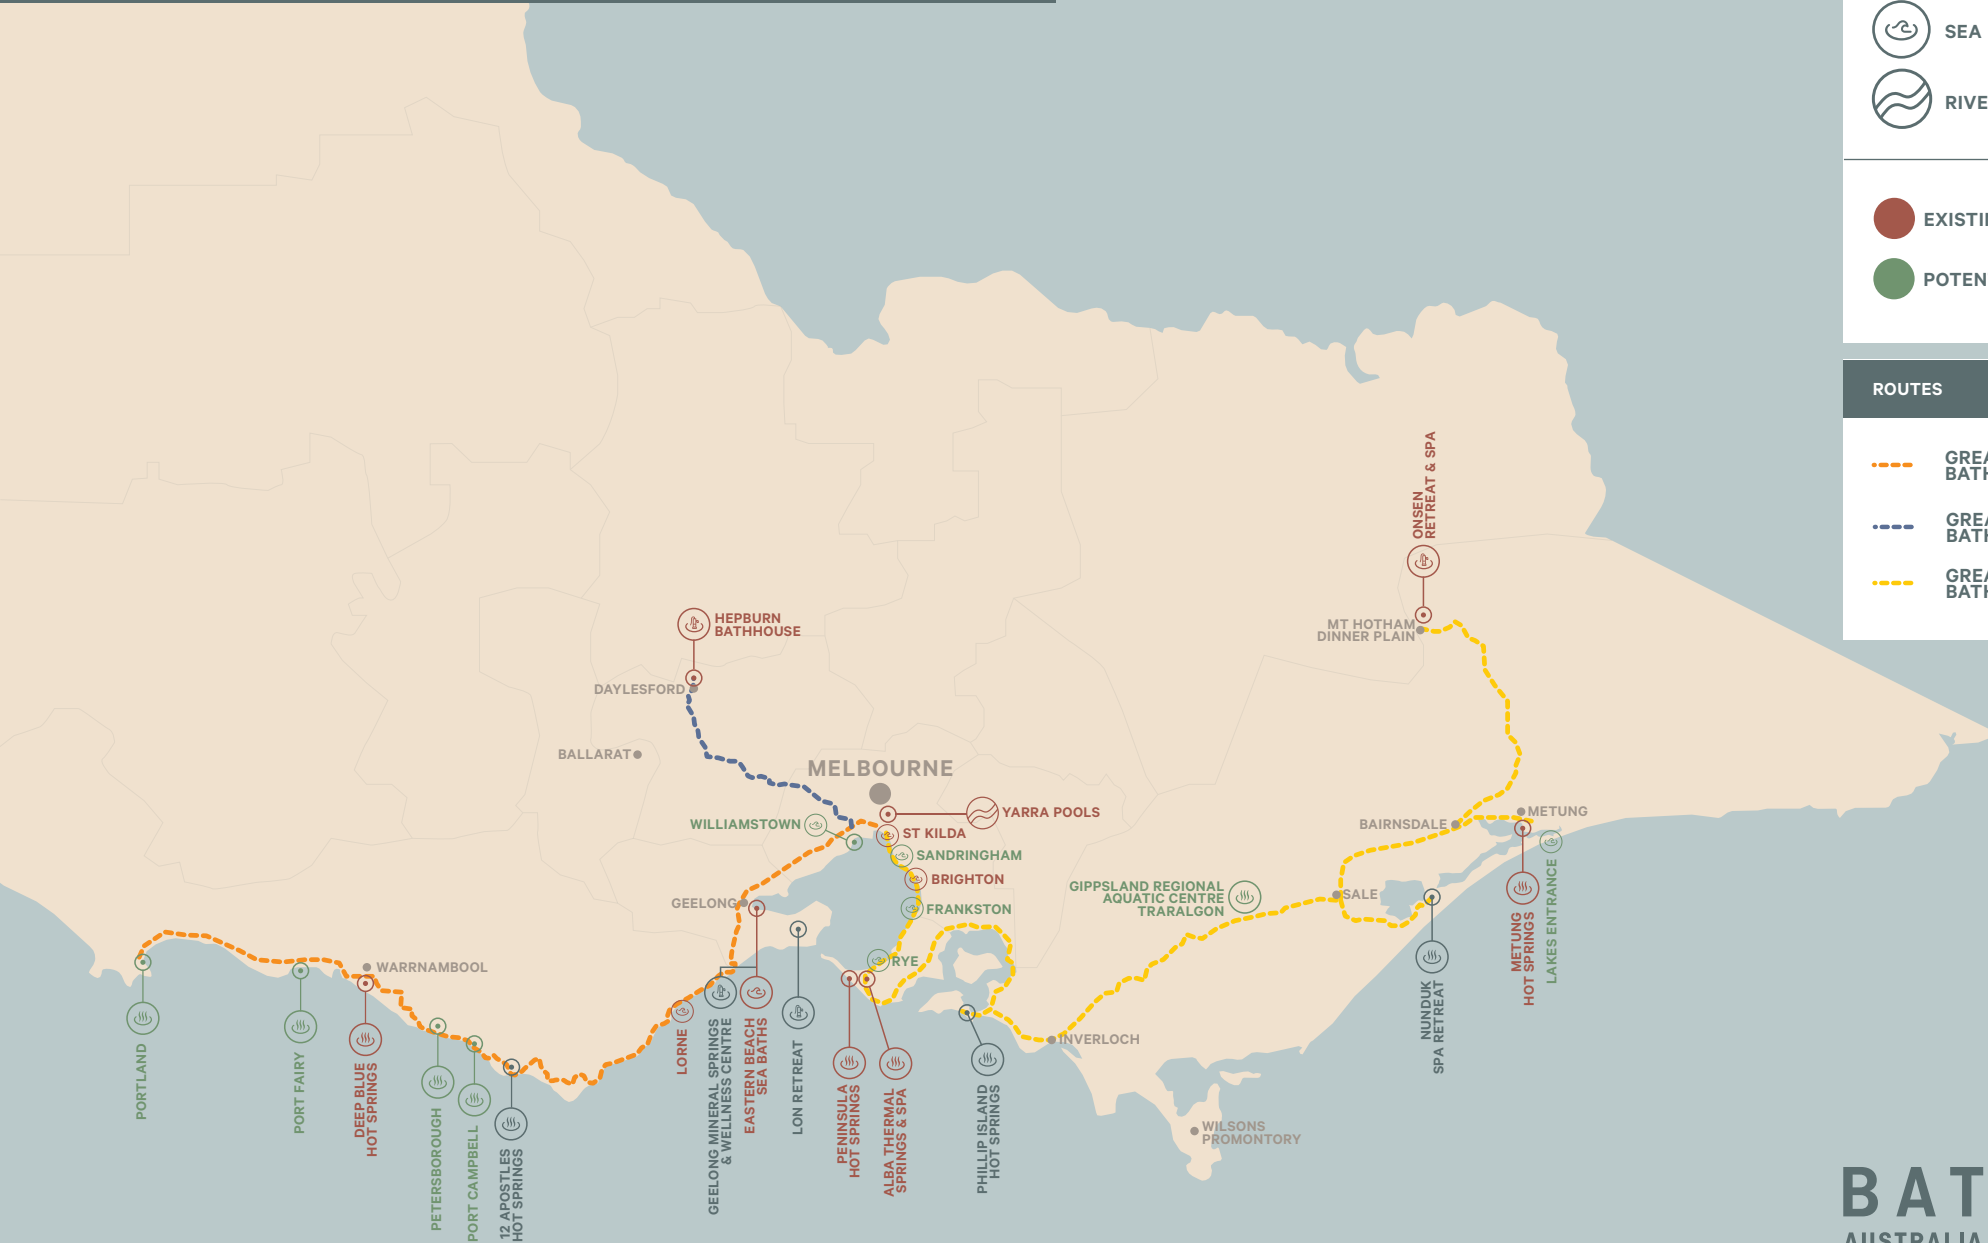 SEA
RIVE
EXISTI
POTEN
ROUTES
GREA
BATH
GREA
BATH
GREA
BATH
ONSEN
RETREAT & SPA
MT HOTHAM
DINNER PLAIN
HEPBURN
BATHHOUSE
DAYLESFORD
BALLARAT
MELBOURNE
YARRA POOLS
WILLIAMSTOWN
ST KILDA
SANDRINGHAM
BRIGHTON
FRANKSTON
RYE
GEELONG
METUNG
BAIRNSDALE
SALE
GIPPSLAND REGIONAL
AQUATIC CENTRE
TRARALGON
WARRNAMBOOL
INVERLOCH
WILSONS
PROMONTORY
PORTLAND
PORT FAIRY
DEEP BLUE
HOT SPRINGS
PETERSBOROUGH
PORT CAMPBELL
12 APOSTLES
HOT SPRINGS
LORNE
GEELONG MINERAL SPRINGS
& WELLNESS CENTRE
EASTERN BEACH
SEA BATHS
LON RETREAT
PENINSULA
HOT SPRINGS
ALBA THERMAL
SPRINGS & SPA
PHILLIP ISLAND
HOT SPRINGS
NUNDUK
SPA RETREAT
METUNG
HOT SPRINGS
LAKES ENTRANCE
BAT
AUSTRALIA